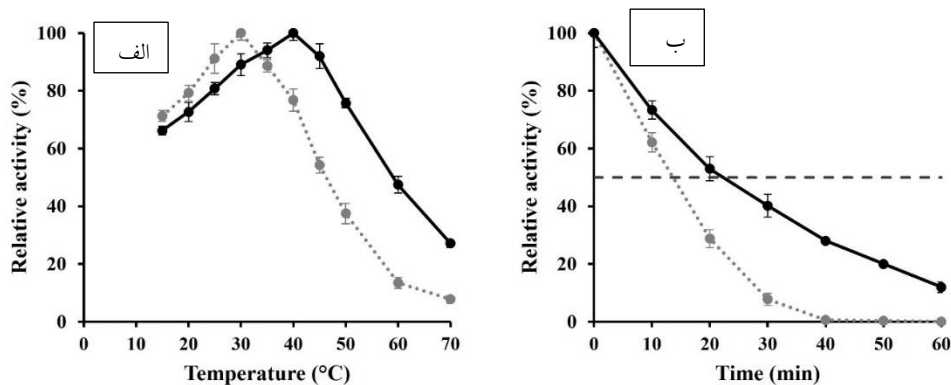 الف
Relative activity (%)
100
80
60
40
20
0
0 10 20 30 40 50 60 70
Temperature (°C)
ب
Relative activity (%)
100
80
60
40
20
0
0 10 20 30 40 50 60
Time (min)